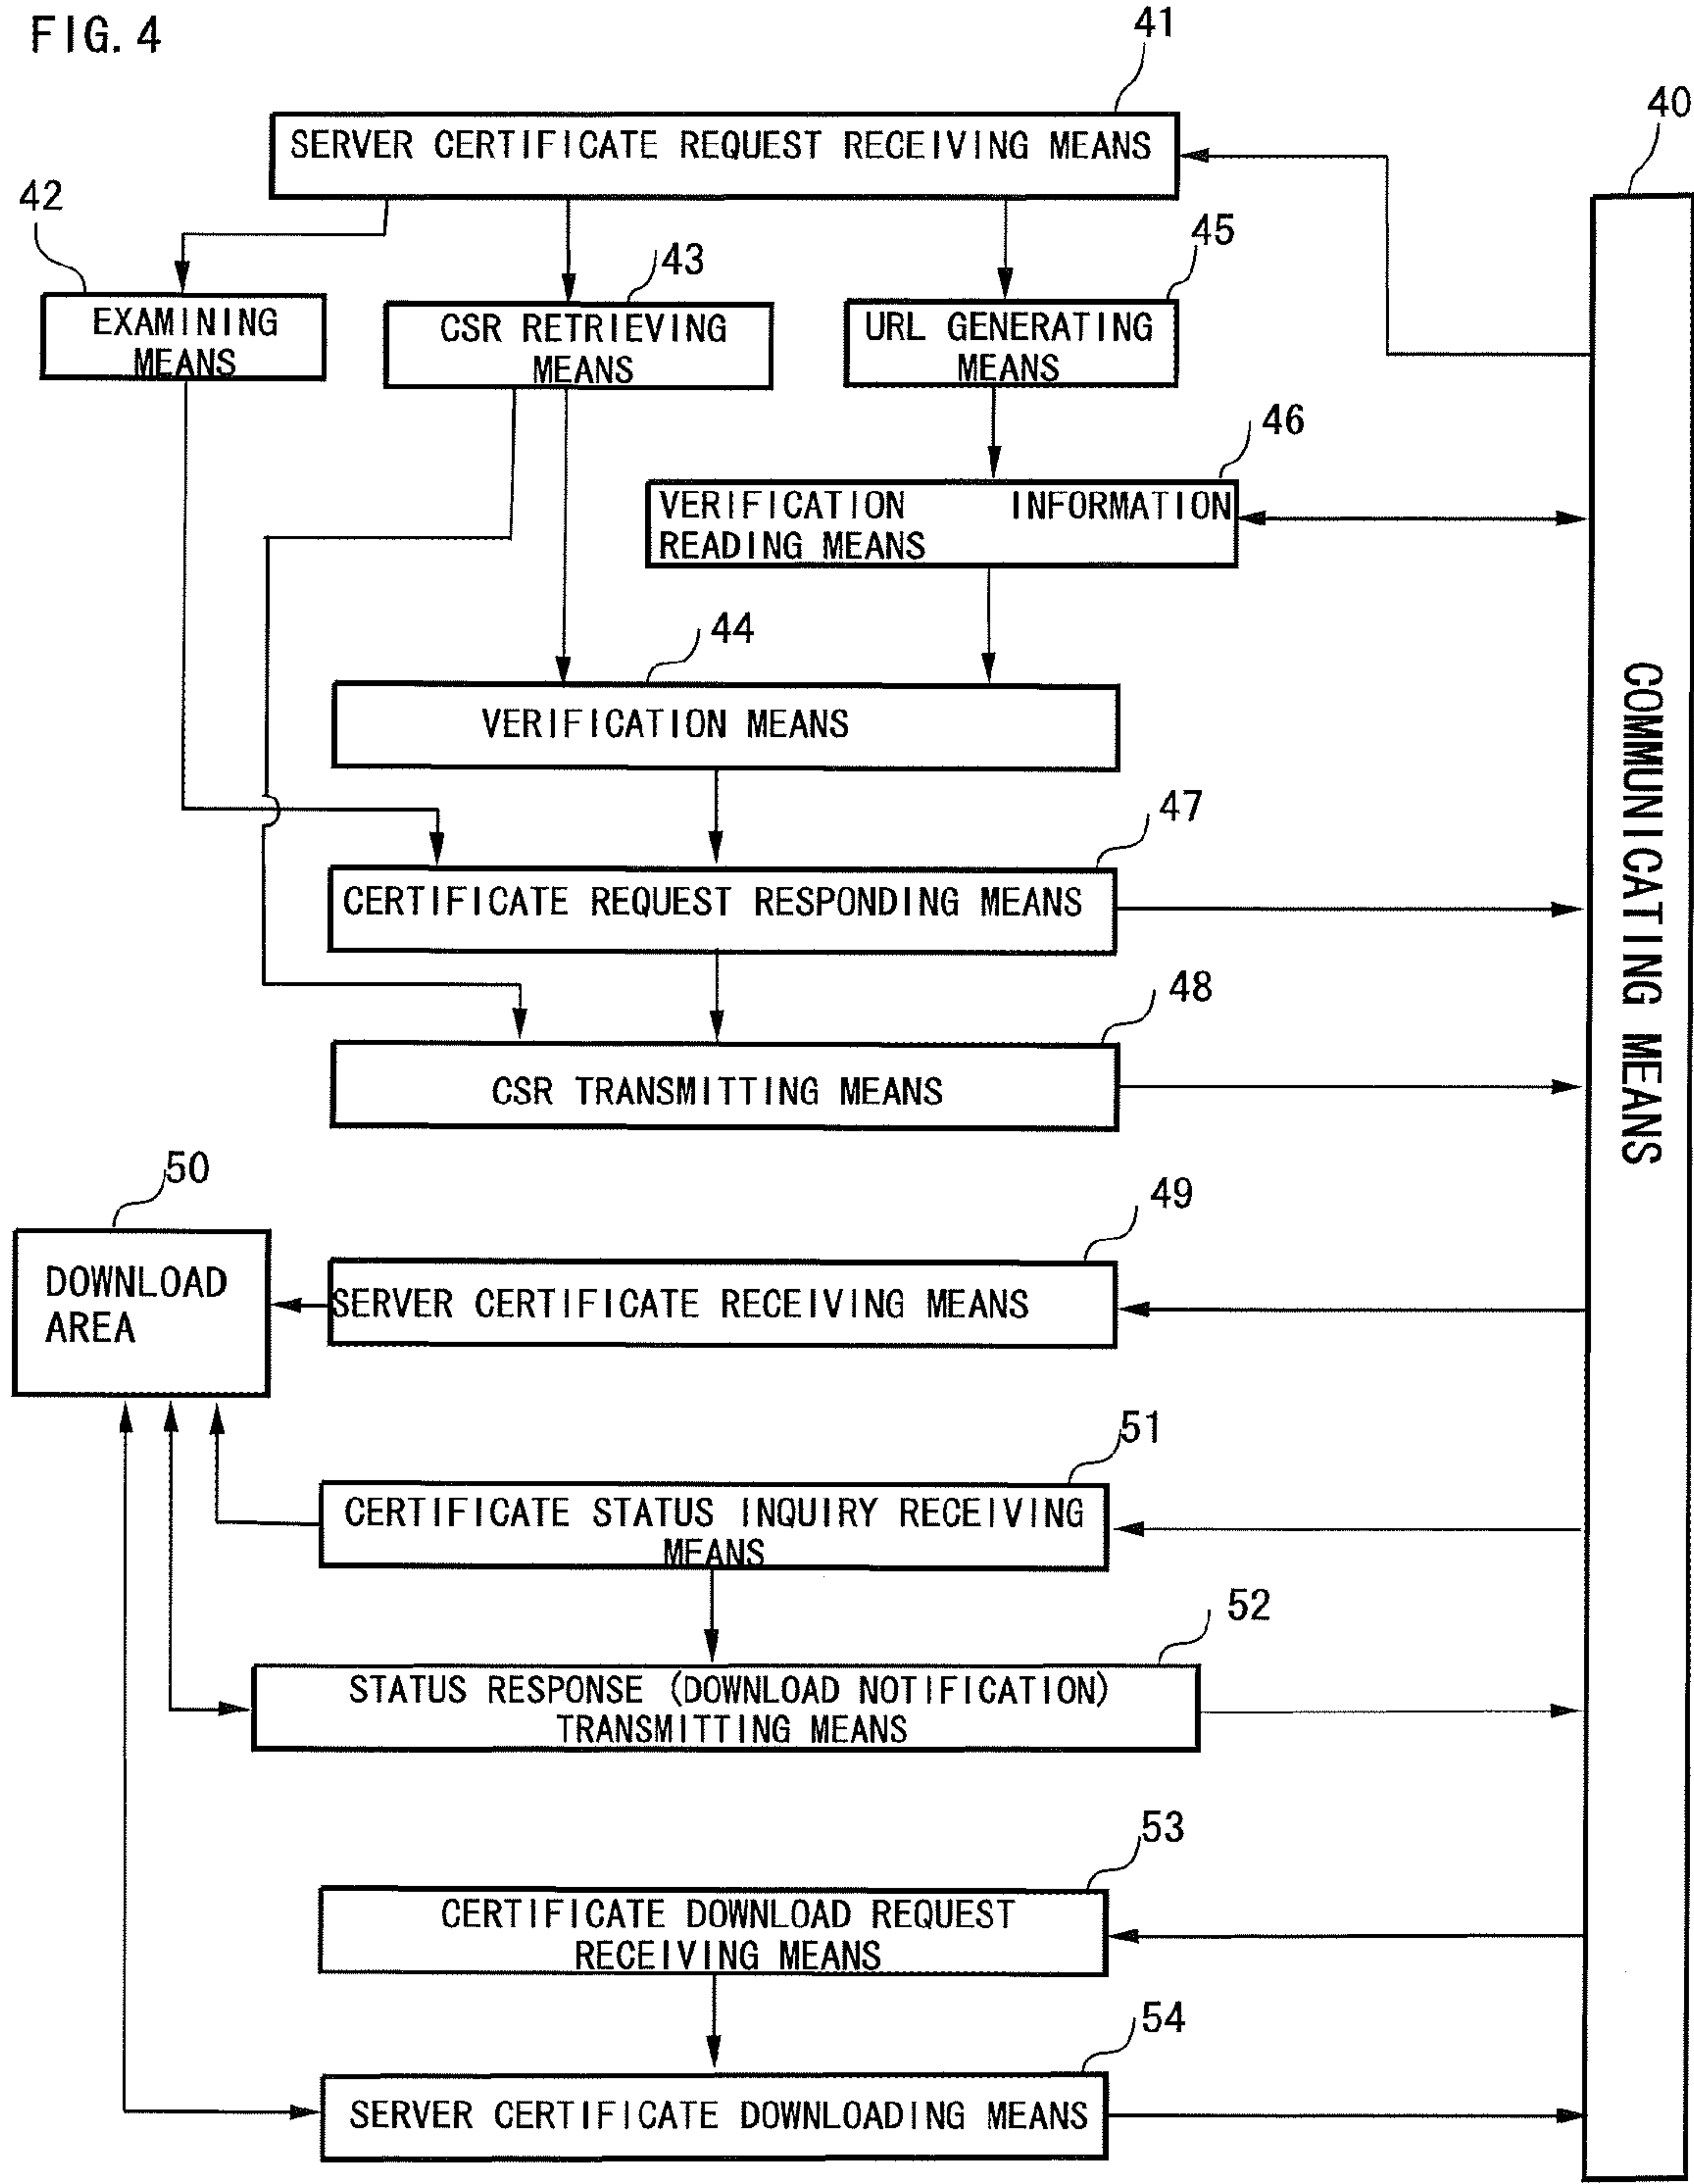 FIG. 4
41
40
SERVER CERTIFICATE REQUEST RECEIVING MEANS
42
43
45
EXAMINING
MEANS
CSR RETRIEVING
MEANS
URL GENERATING
MEANS
46
VERIFICATION INFORMATION
READING MEANS
44
VERIFICATION MEANS
47
CERTIFICATE REQUEST RESPONDING MEANS
48
CSR TRANSMITTING MEANS
COMMUNICATING MEANS
50
DOWNLOAD
AREA
49
SERVER CERTIFICATE RECEIVING MEANS
51
CERTIFICATE STATUS INQUIRY RECEIVING
MEANS
52
STATUS RESPONSE (DOWNLOAD NOTIFICATION)
TRANSMITTING MEANS
53
CERTIFICATE DOWNLOAD REQUEST
RECEIVING MEANS
54
SERVER CERTIFICATE DOWNLOADING MEANS